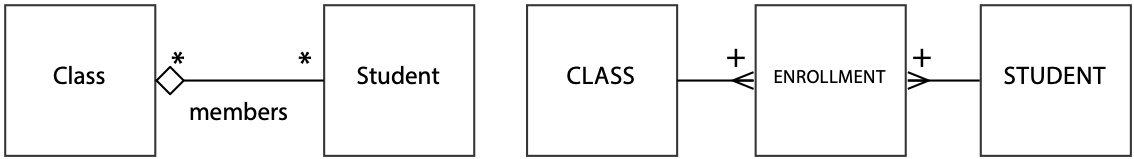 Class
*
*
members
Student
CLASS
+
ENROLLMENT
+
STUDENT